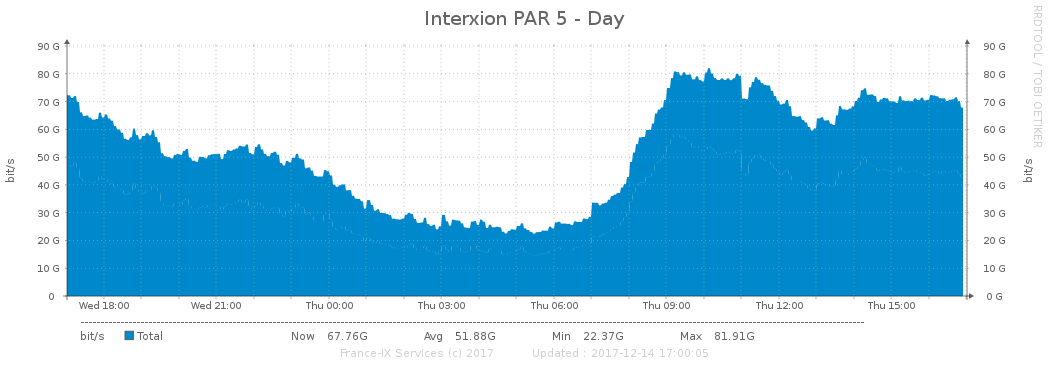 Interxion PAR 5 - Day
RRDTOOL / TOBI OETIKER
90 G 90 G
80 G 80 G
70 G 70 G
60 G 60 G
50 G 50 G
40 G 40 G
30 G 30 G
20 G 20 G
10 G 10 G
0 0 G
bit/s
bit/s
Wed 18:00 Wed 21:00 Thu 00:00 Thu 03:00 Thu 06:00 Thu 09:00 Thu 12:00 Thu 15:00
bit/s Total Now 67.76G Avg 51.88G Min 22.37G Max 81.91G
France-IX Services (c) 2017 Updated : 2017-12-14 17:00:05